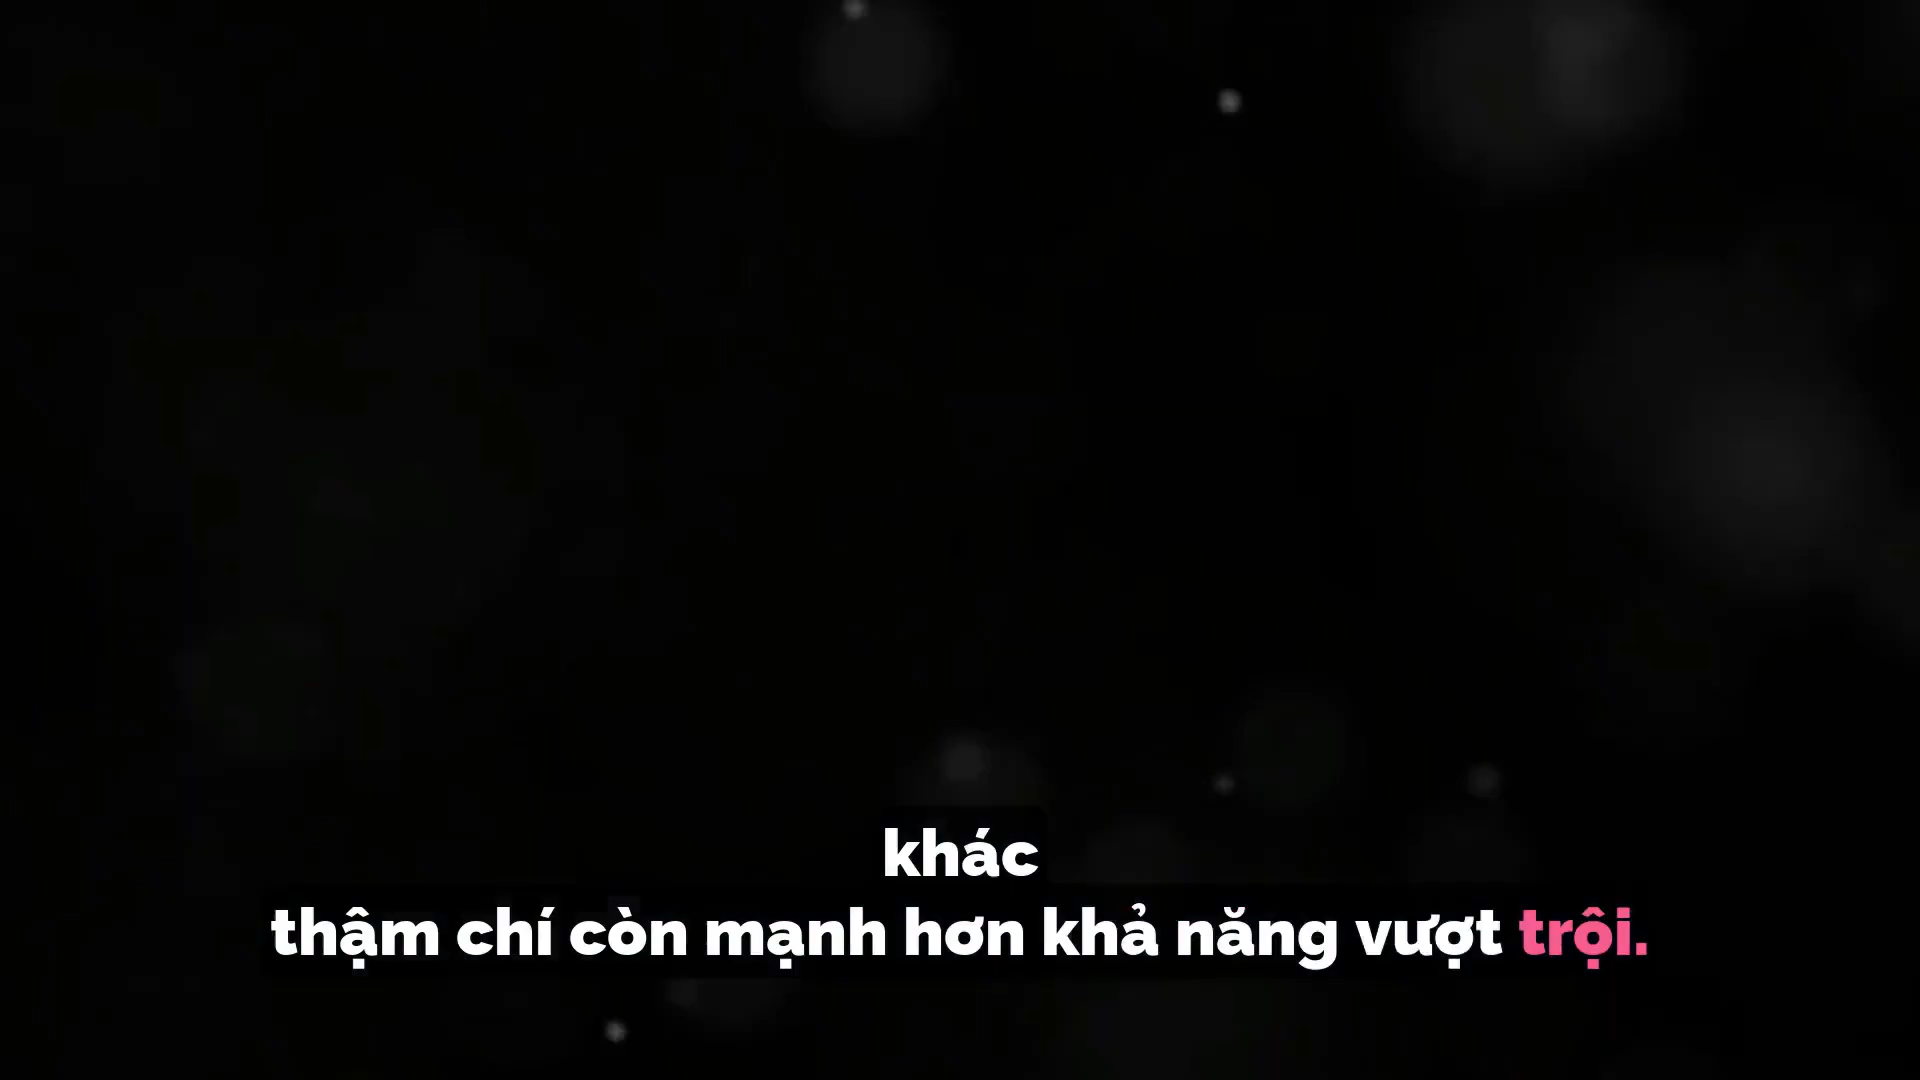 khác
thậm chí còn mạnh hơn khả năng vượt trội.